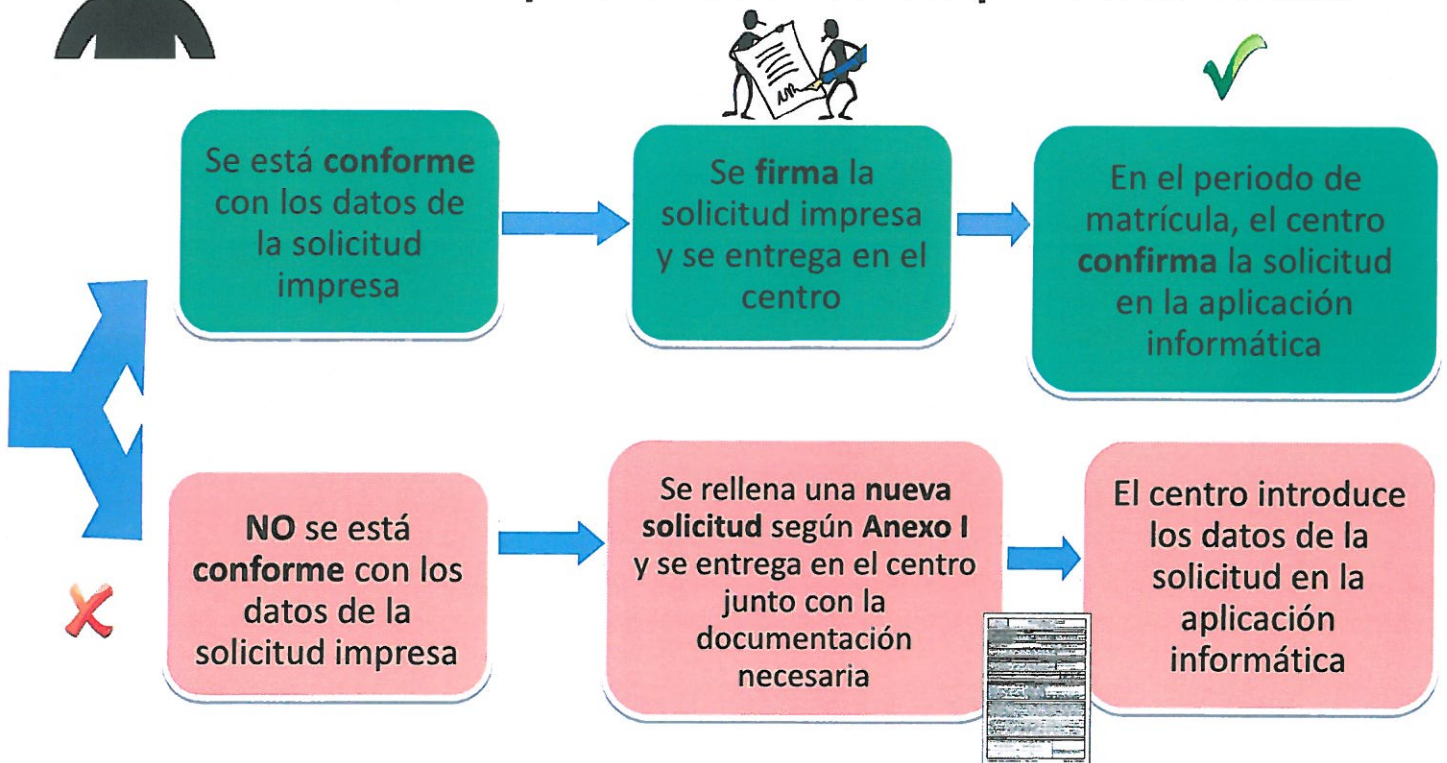 Se está conforme
con los datos de
la solicitud
impresa
Se firma la
solicitud impresa
y se entrega en el
centro
En el periodo de
matrícula, el centro
confirma la solicitud
en la aplicación
informática
NO se está
conforme con los
datos de la
solicitud impresa
Se rellena una nueva
solicitud según Anexo I
y se entrega en el centro
junto con la
documentación
necesaria
El centro introduce
los datos de la
solicitud en la
aplicación
informática